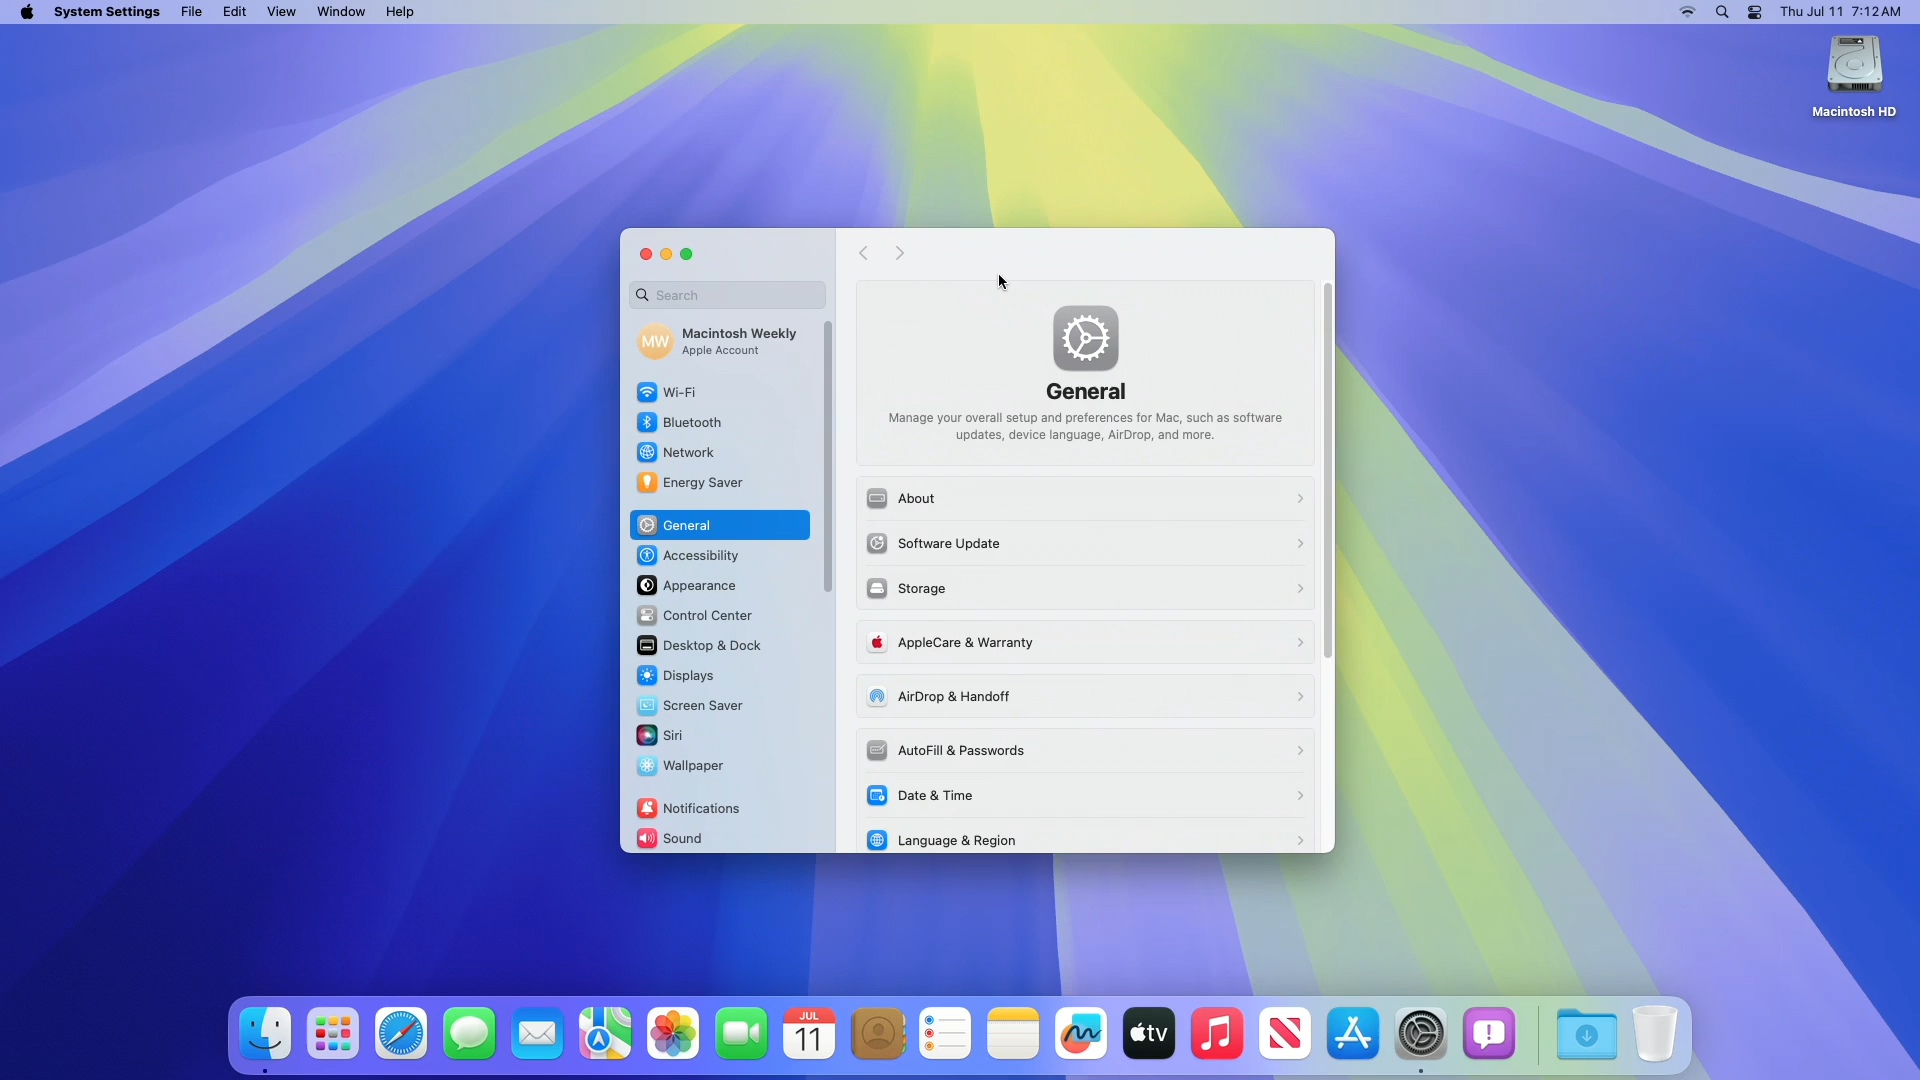 System Settings File Edit View Window Help Thu Jul 11 7:12 AM
Macintosh HD
Search
MW
Macintosh Weekly
Apple Account
Wi-Fi
Bluetooth
Network
Energy Saver
General
Accessibility
Appearance
Control Center
Desktop & Dock
Displays
Screen Saver
Siri
Wallpaper
Notifications
Sound
General
Manage your overall setup and preferences for Mac, such as software
updates, device language, AirDrop, and more.
About
Software Update
Storage
AppleCare & Warranty
AirDrop & Handoff
AutoFill & Passwords
Date & Time
Language & Region
JUL
11
tv